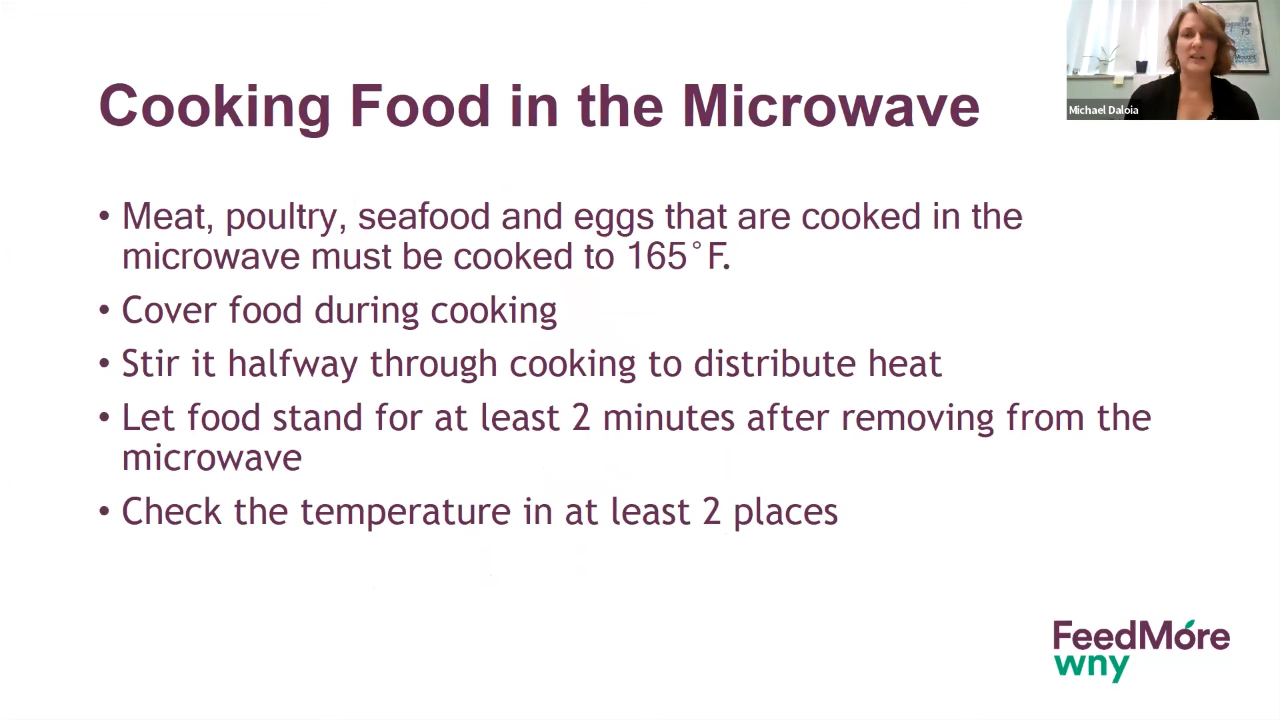 Cooking Food in the Microwave
Michael Daloia
• Meat, poultry, seafood and eggs that are cooked in the
microwave must be cooked to 165°F.
• Cover food during cooking
• Stir it halfway through cooking to distribute heat
• Let food stand for at least 2 minutes after removing from the
microwave
• Check the temperature in at least 2 places
FeedMore
wny